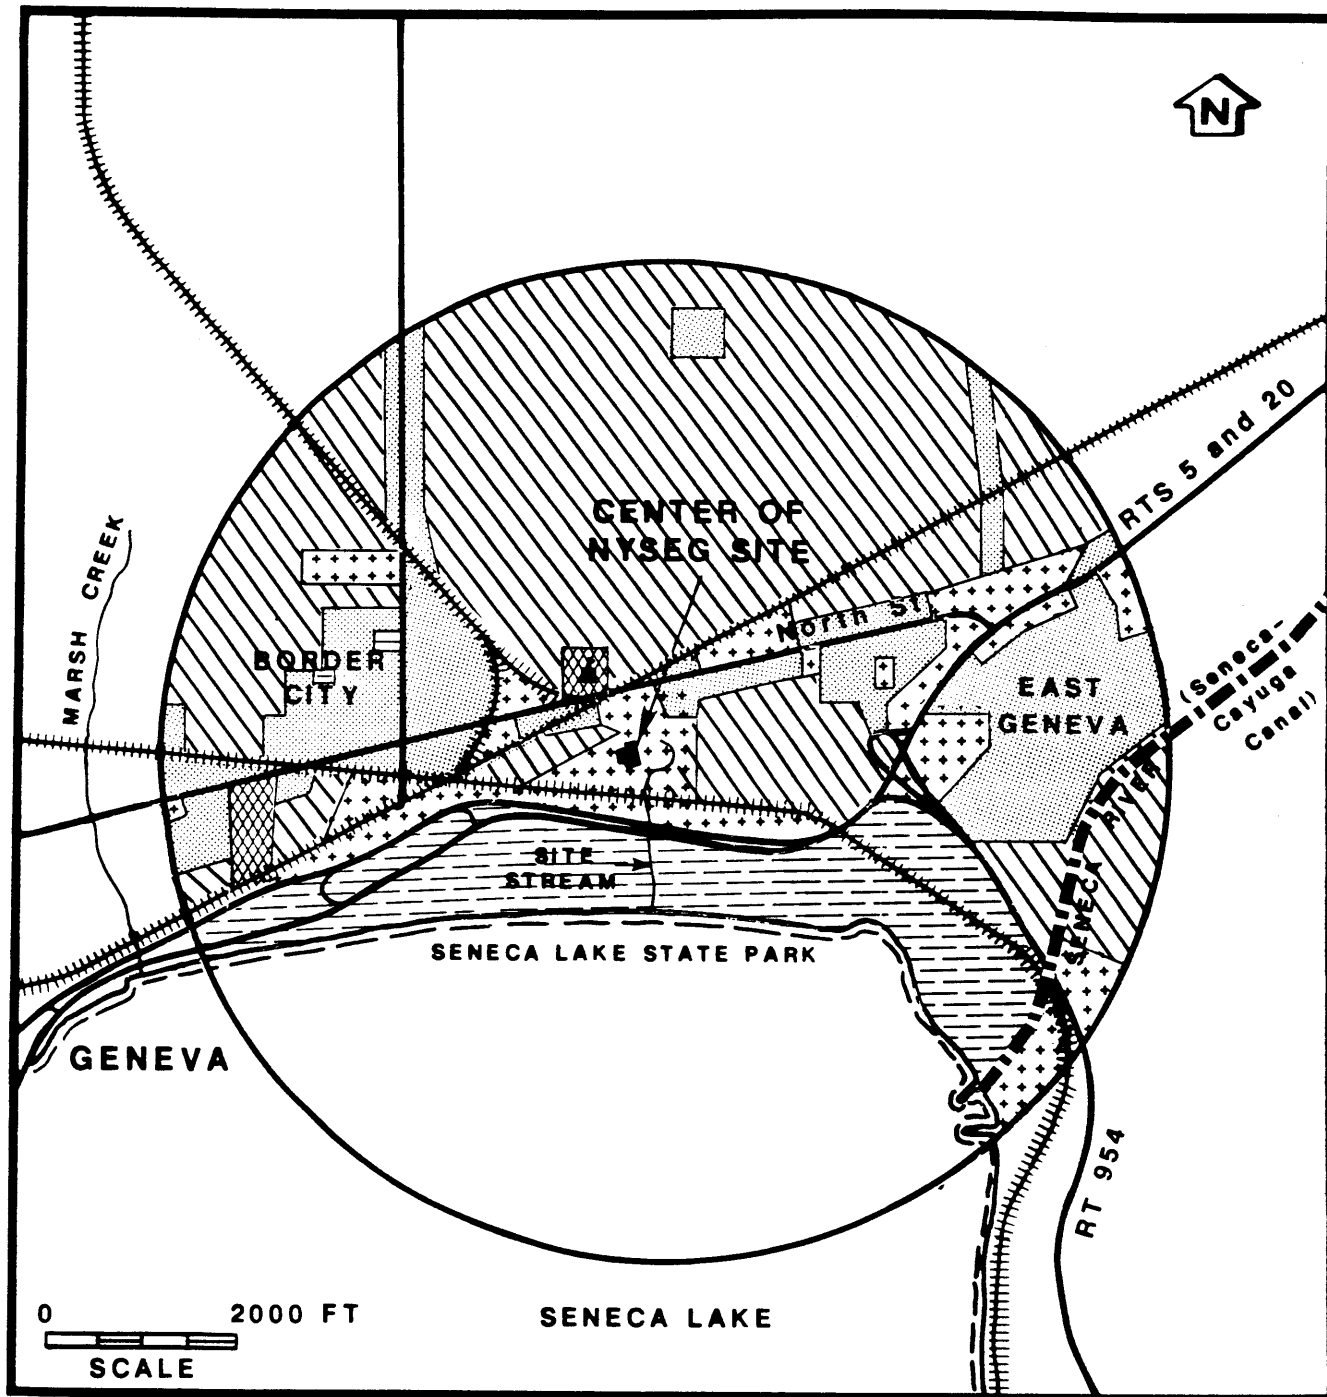 N
RTS 5 and 20
CENTER OF
NYSEG SITE
MARSH CREEK
North St
BORDER
CITY
EAST
GENEVA
(Seneca-
Cayuga
Canal)
SENECA RIVER
SITE
STREAM
SENECA LAKE STATE PARK
GENEVA
RT 954
0 2000 FT
SCALE
SENECA LAKE